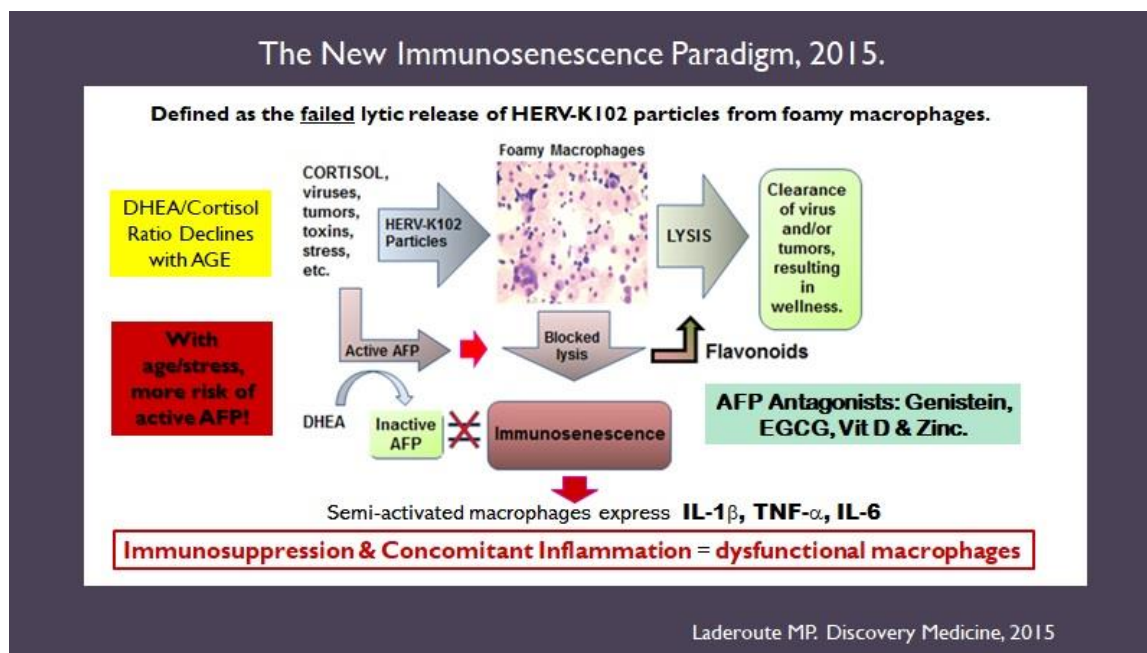 The New Immunosenescence Paradigm, 2015.
Defined as the failed lytic release of HERV-K102 particles from foamy macrophages.
DHEA/Cortisol
Ratio Declines
with AGE
CORTISOL,
viruses,
tumors,
toxins,
stress,
etc.
HERV-K102
Particles
Foamy Macrophages
LYSIS
Clearance
of virus
and/or
tumors,
resulting
in
wellness.
With
age/stress,
more risk of
active AFP!
Active AFP
Blocked
lysis
Flavonoids
DHEA
Inactive
AFP
Immunosenescence
AFP Antagonists: Genistein,
EGCG, Vit D & Zinc.
Semi-activated macrophages express IL-1β, TNF-α, IL-6
Immunosuppression & Concomitant Inflammation = dysfunctional macrophages
Laderoute MP. Discovery Medicine, 2015